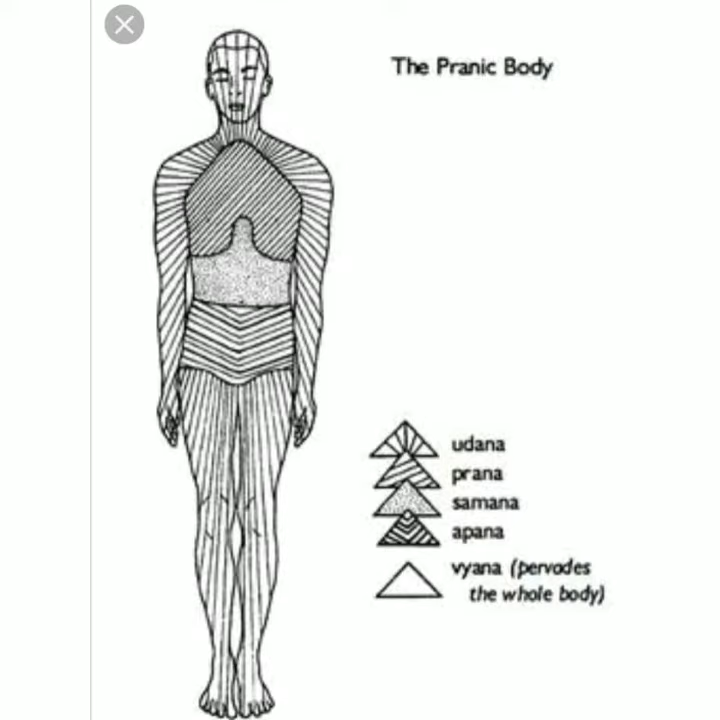 The Pranic Body
udana
prana
samana
apana
vyana (pervades
the whole body)